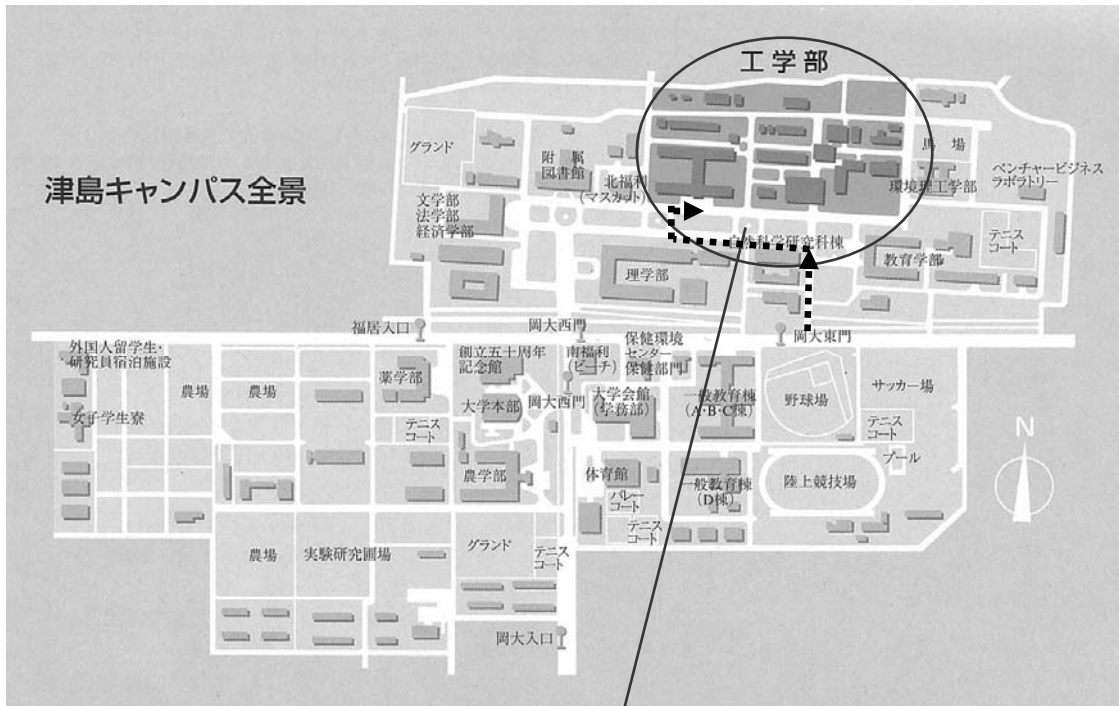 工学部
津島キャンパス全景
グランド
附属
図書館
北福利
(マスカット)
馬場
ベンチャービジネス
ラボラトリー
環境理工学部
文学部
法学部
経済学部
自然科学研究科棟
テニス
コート
教育学部
理学部
福居入口
岡大西門
岡大東門
外国人留学生・
研究員宿泊施設
農場
農場
薬学部
創立五十周年
記念館
南福利
(ピーチ)
保健環境
センター
保健部門
サッカー場
女子学生寮
大学本部
岡大西門
大学会館
(学務部)
一般教育棟
(A・B・C棟)
野球場
テニス
コート
テニス
コート
プール
N
農学部
体育館
バレー
コート
一般教育棟
(D棟)
陸上競技場
テニス
コート
農場
実験研究圃場
グランド
テニス
コート
岡大入口